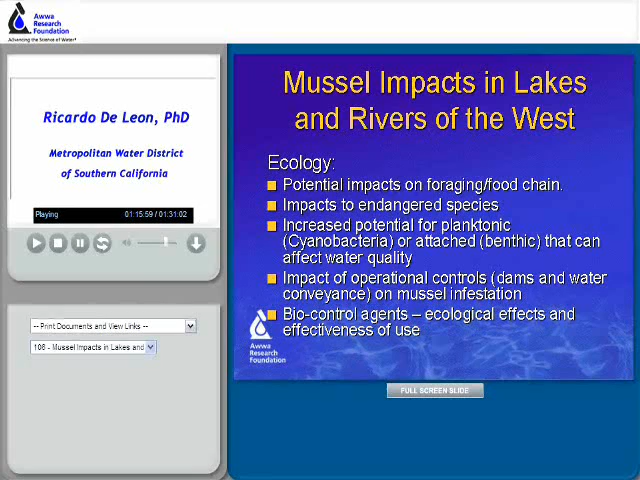 Awwa
Research
Foundation
Advancing the Science of Water®
Ricardo De Leon, PhD
Metropolitan Water District
of Southern California
Playing 01:15:59 / 01:31:02
-- Print Documents and View Links --
106 - Mussel Impacts in Lakes and
Mussel Impacts in Lakes
and Rivers of the West
Ecology:
Potential impacts on foraging/food chain.
Impacts to endangered species
Increased potential for planktonic
(Cyanobacteria) or attached (benthic) that can
affect water quality
Impact of operational controls (dams and water
conveyance) on mussel infestation
Bio-control agents – ecological effects and
effectiveness of use
Awwa
Research
Foundation
FULL SCREEN SLIDE